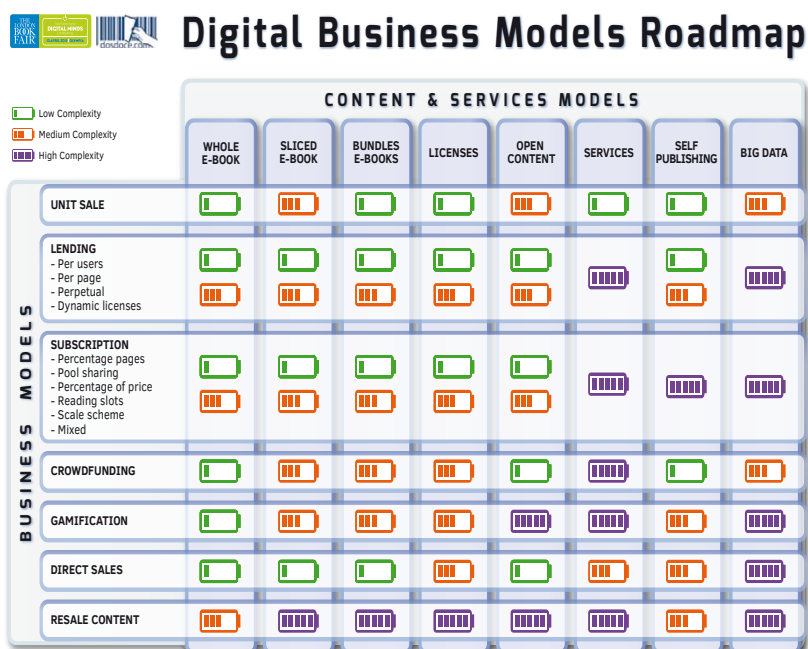 THE
LONDON
BOOK
FAIR
DIGITAL MINDS
dosdoce.com
Digital Business Models Roadmap
Low Complexity
Medium Complexity
High Complexity
CONTENT & SERVICES MODELS
WHOLE
E-BOOK
SLICED
E-BOOK
BUNDLES
E-BOOKS
LICENSES
OPEN
CONTENT
SERVICES
SELF
PUBLISHING
BIG DATA
BUSINESS MODELS
UNIT SALE
LENDING
- Per users
- Per page
- Perpetual
- Dynamic licenses
SUBSCRIPTION
- Percentage pages
- Pool sharing
- Percentage of price
- Reading slots
- Scale scheme
- Mixed
CROWDFUNDING
GAMIFICATION
DIRECT SALES
RESALE CONTENT